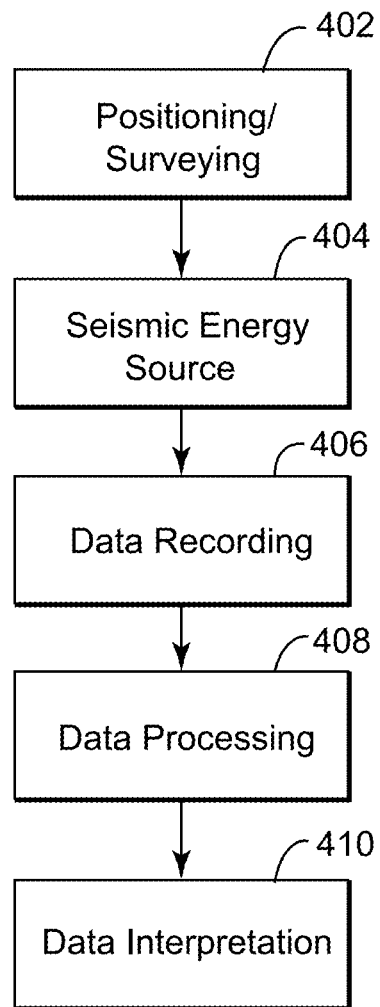 402
Positioning/
Surveying
404
Seismic Energy
Source
406
Data Recording
408
Data Processing
410
Data Interpretation